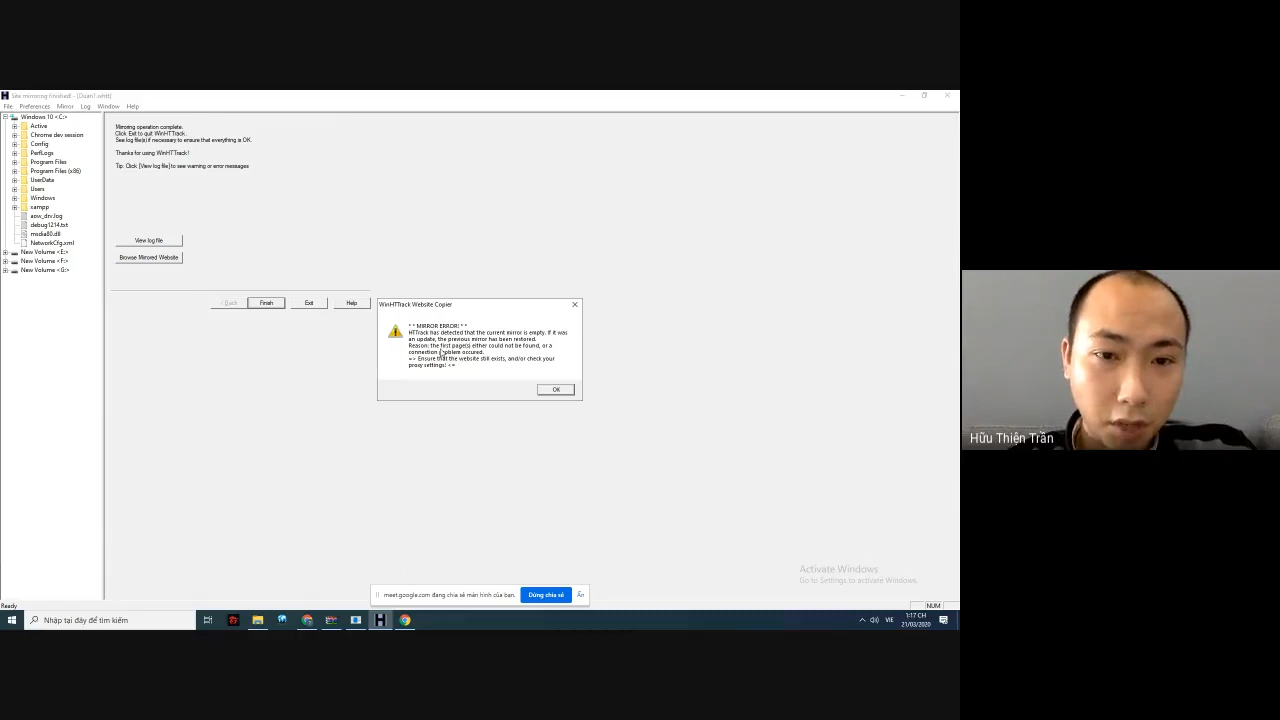 Site mirroring finished! - [Duan1.whtt]
File Preferences Mirror Log Window Help
Windows 10 <C:>
Active
Chrome dev session
Config
PerfLogs
Program Files
Program Files (x86)
UserData
Users
Windows
xampp
aow_drv.log
debug1214.txt
msdia80.dll
NetworkCfg.xml
New Volume <E:>
New Volume <F:>
New Volume <G:>
Mirroring operation complete.
Click Exit to quit WinHTTrack.
See log file(s) if necessary to ensure that everything is OK.
Thanks for using WinHTTrack!
Tip: Click [View log file] to see warning or error messages
View log file
Browse Mirrored Website
< Back
Finish
Exit
Help
WinHTTrack Website Copier
* * MIRROR ERROR! * *
HTTrack has detected that the current mirror is empty. If it was
an update, the previous mirror has been restored.
Reason: the first page(s) either could not be found, or a
connection problem occured.
=> Ensure that the website still exists, and/or check your
proxy settings! <=
OK
Hữu Thiện Trần
Activate Windows
Go to Settings to activate Windows.
meet.google.com đang chia sẻ màn hình của bạn.
Dừng chia sẻ
Ẩn
Ready
NUM
Nhập tại đây để tìm kiếm
VIE
1:17 CH
21/03/2020